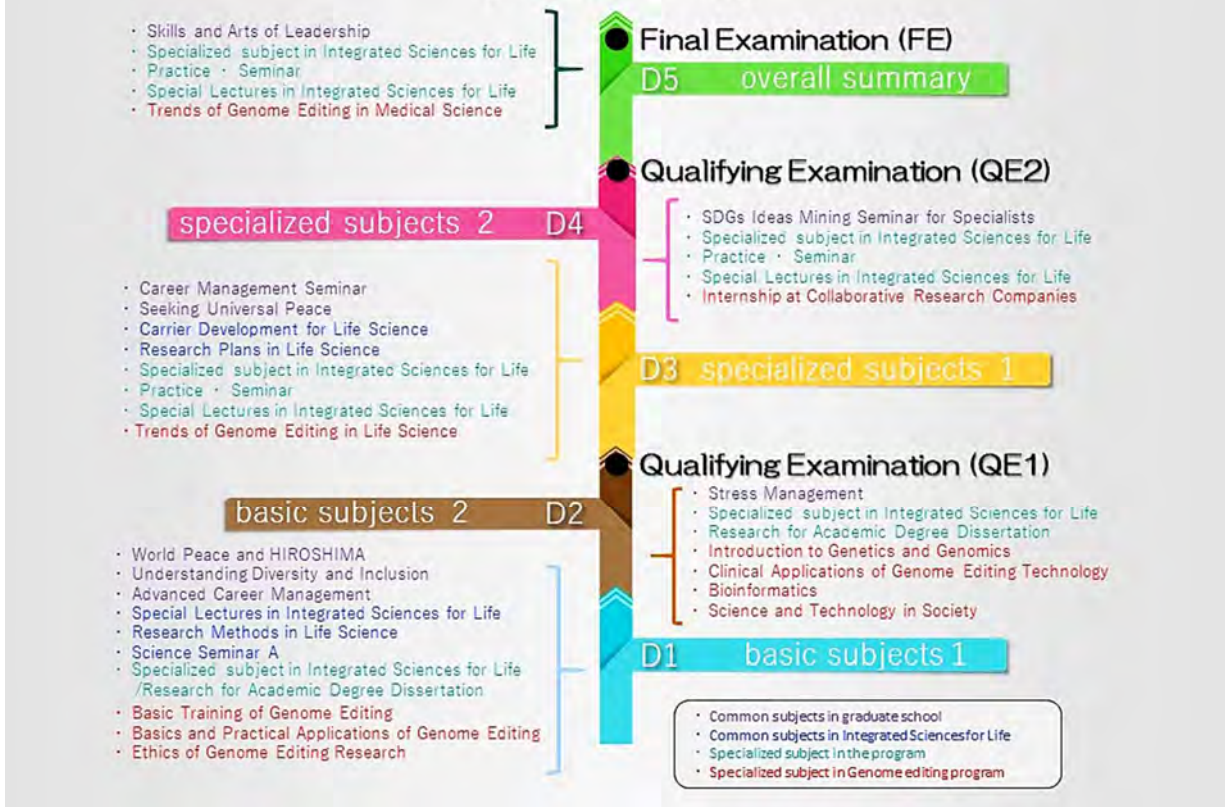 · Skills and Arts of Leadership
· Specialized subject in Integrated Sciences for Life
· Practice · Seminar
· Special Lectures in Integrated Sciences for Life
· Trends of Genome Editing in Medical Science
Final Examination (FE)
D5 overall summary
Qualifying Examination (QE2)
specialized subjects 2 D4
· SDGs Ideas Mining Seminar for Specialists
· Specialized subject in Integrated Sciences for Life
· Practice · Seminar
· Special Lectures in Integrated Sciences for Life
· Internship at Collaborative Research Companies
· Career Management Seminar
· Seeking Universal Peace
· Carrier Development for Life Science
· Research Plans in Life Science
· Specialized subject in Integrated Sciences for Life
· Practice · Seminar
· Special Lectures in Integrated Sciences for Life
· Trends of Genome Editing in Life Science
D3 specialized subjects 1
Qualifying Examination (QE1)
basic subjects 2 D2
· Stress Management
· Specialized subject in Integrated Sciences for Life
· Research for Academic Degree Dissertation
· Introduction to Genetics and Genomics
· Clinical Applications of Genome Editing Technology
· Bioinformatics
· Science and Technology in Society
· World Peace and HIROSHIMA
· Understanding Diversity and Inclusion
· Advanced Career Management
· Special Lectures in Integrated Sciences for Life
· Research Methods in Life Science
· Science Seminar A
· Specialized subject in Integrated Sciences for Life
/Research for Academic Degree Dissertation
· Basic Training of Genome Editing
· Basics and Practical Applications of Genome Editing
· Ethics of Genome Editing Research
D1 basic subjects 1
· Common subjects in graduate school
· Common subjects in Integrated Sciences for Life
· Specialized subject in the program
· Specialized subject in Genome editing program